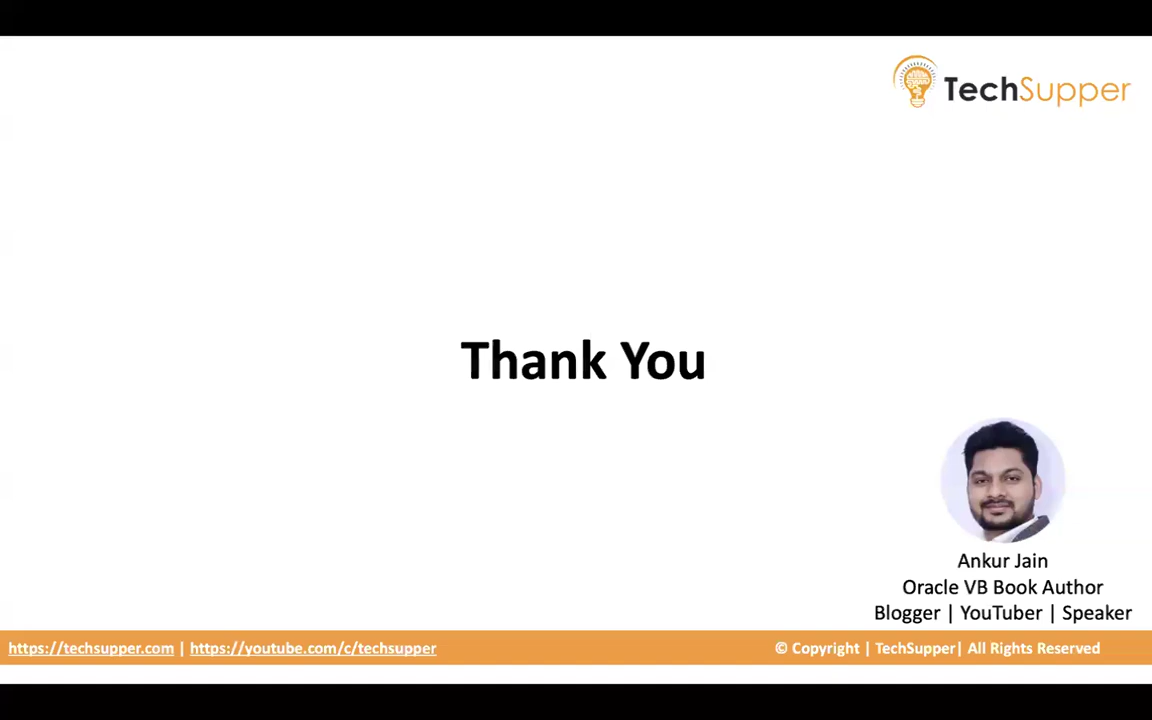 TechSupper
Thank You
Ankur Jain
Oracle VB Book Author
Blogger | YouTuber | Speaker
https://techsupper.com | https://youtube.com/c/techsupper
© Copyright | TechSupper| All Rights Reserved